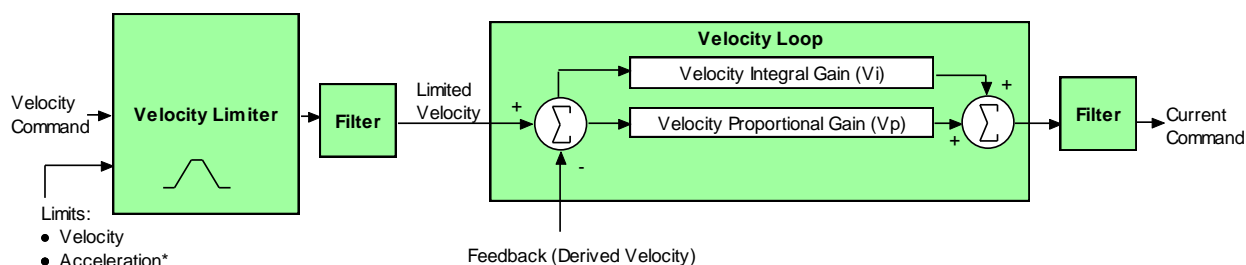 Velocity Loop
Velocity Integral Gain (Vi)
+
Limited
Velocity
+
Velocity
Command
Velocity Limiter
Filter
Σ
Velocity Proportional Gain (Vp)
+
Σ
Filter
Current
Command
-
Limits:
● Velocity
● Acceleration*
Feedback (Derived Velocity)